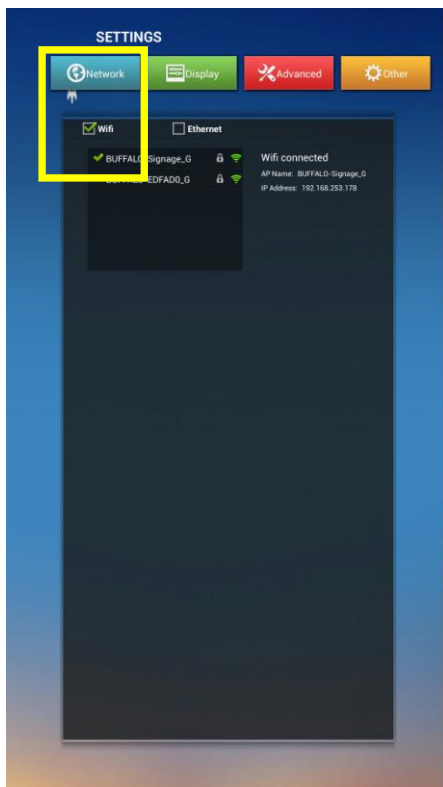 SETTINGS
Network Display Advanced Other
Wifi Ethernet
BUFFALO-Signage_G
EDFAD0_G
Wifi connected
AP Name: BUFFALO-Signage_G
IP Address: 192.168.253.178